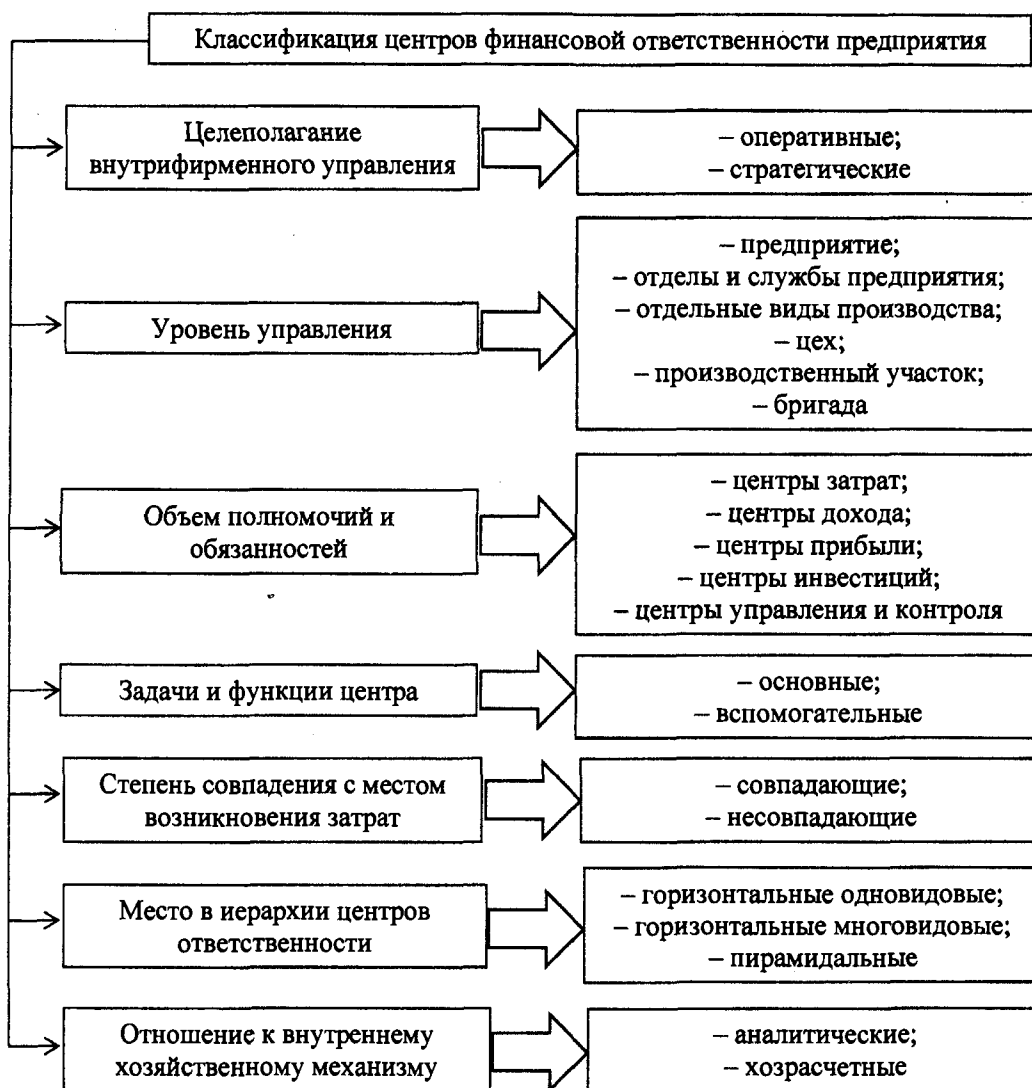 Классификация центров финансовой ответственности предприятия
Целеполагание
внутрифирменного управления
– оперативные;
– стратегические
Уровень управления
– предприятие;
– отделы и службы предприятия;
– отдельные виды производства;
– цех;
– производственный участок;
– бригада
Объем полномочий и
обязанностей
– центры затрат;
– центры дохода;
– центры прибыли;
– центры инвестиций;
– центры управления и контроля
Задачи и функции центра
– основные;
– вспомогательные
Степень совпадения с местом
возникновения затрат
– совпадающие;
– несовпадающие
Место в иерархии центров
ответственности
– горизонтальные одновидовые;
– горизонтальные многовидовые;
– пирамидальные
Отношение к внутреннему
хозяйственному механизму
– аналитические;
– хозрасчетные